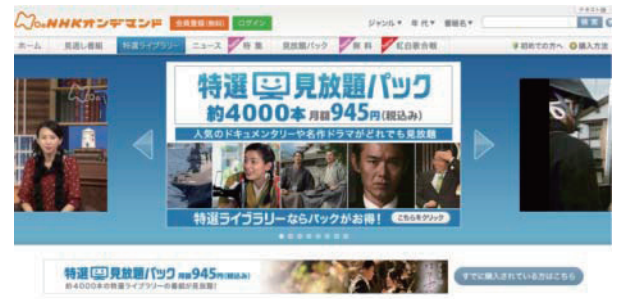 テキスト版
NHKオンデマンド 会員登録(無料) ログイン ジャンル▼ 年代▼ 番組名▼ 検索
ホーム 見逃し番組 特選ライブラリー ニュース 特集 見放題パック 無料 紅白歌合戦 初めての方へ 購入方法
特選 見放題パック
約4000本 月額945円(税込み)
人気のドキュメンタリーや名作ドラマがどれでも見放題
特選ライブラリーならパックがお得! こちらをクリック
特選 見放題パック 月額945円(税込み)
約4000本の特選ライブラリーの番組が見放題!
すでに購入されている方はこちら